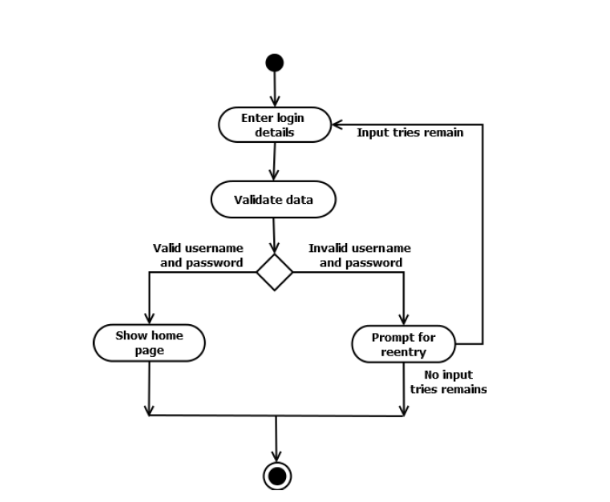 Enter login
details
Input tries remain
Validate data
Valid username
and password
Invalid username
and password
Show home
page
Prompt for
reentry
No input
tries remains